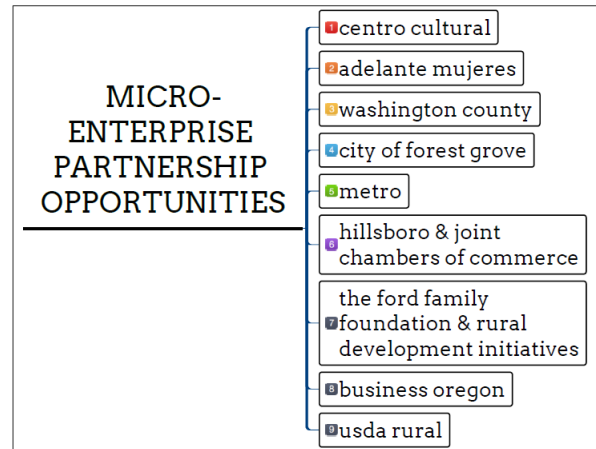 MICRO-
ENTERPRISE
PARTNERSHIP
OPPORTUNITIES
1 centro cultural
2 adelante mujeres
3 washington county
4 city of forest grove
5 metro
6 hillsboro & joint
chambers of commerce
the ford family
7 foundation & rural
development initiatives
8 business oregon
9 usda rural